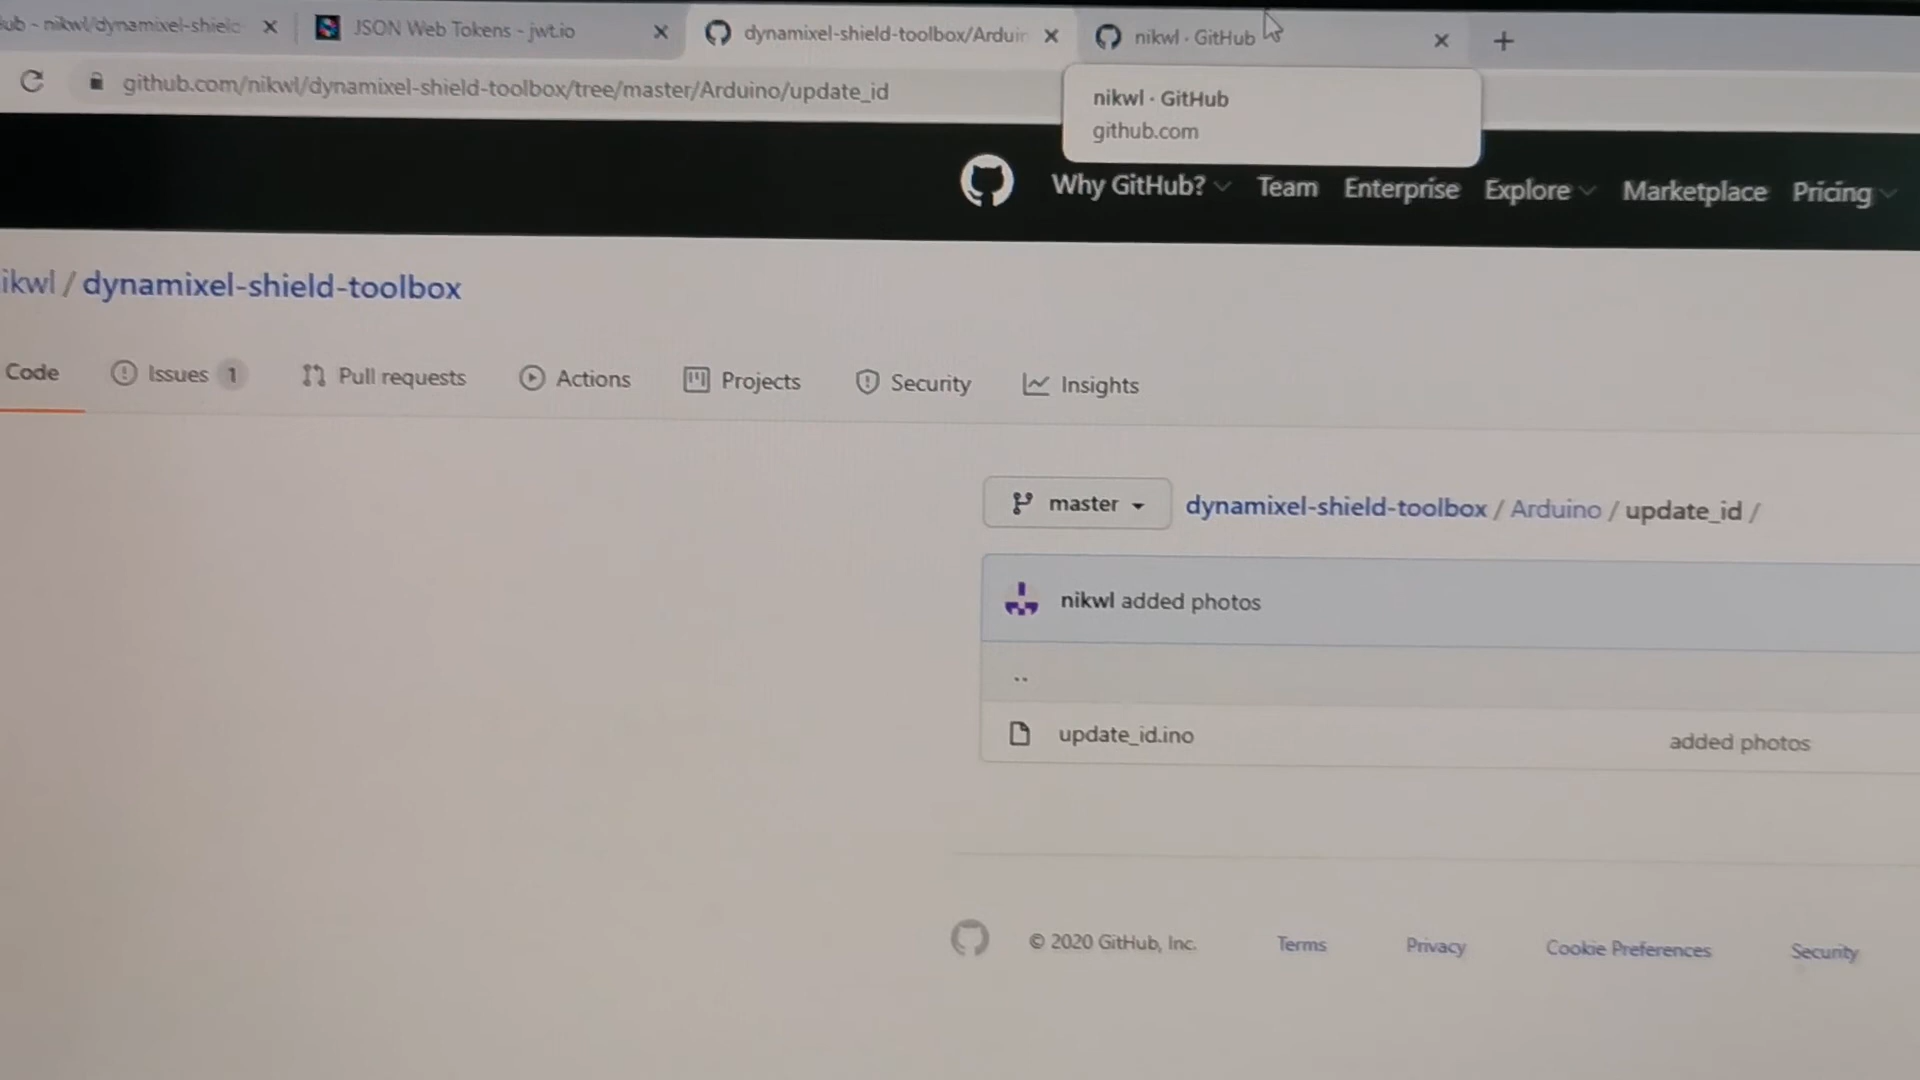 ub - nikwl/dynamixel-shield
JSON Web Tokens - jwt.io
dynamixel-shield-toolbox/Arduin
nikwl · GitHub
github.com/nikwl/dynamixel-shield-toolbox/tree/master/Arduino/update_id
nikwl · GitHub
github.com
Why GitHub? Team Enterprise Explore Marketplace Pricing
ikwl / dynamixel-shield-toolbox
Code Issues 1 Pull requests Actions Projects Security Insights
master dynamixel-shield-toolbox / Arduino / update_id /
nikwl added photos
..
update_id.ino added photos
© 2020 GitHub, Inc. Terms Privacy Cookie Preferences Security